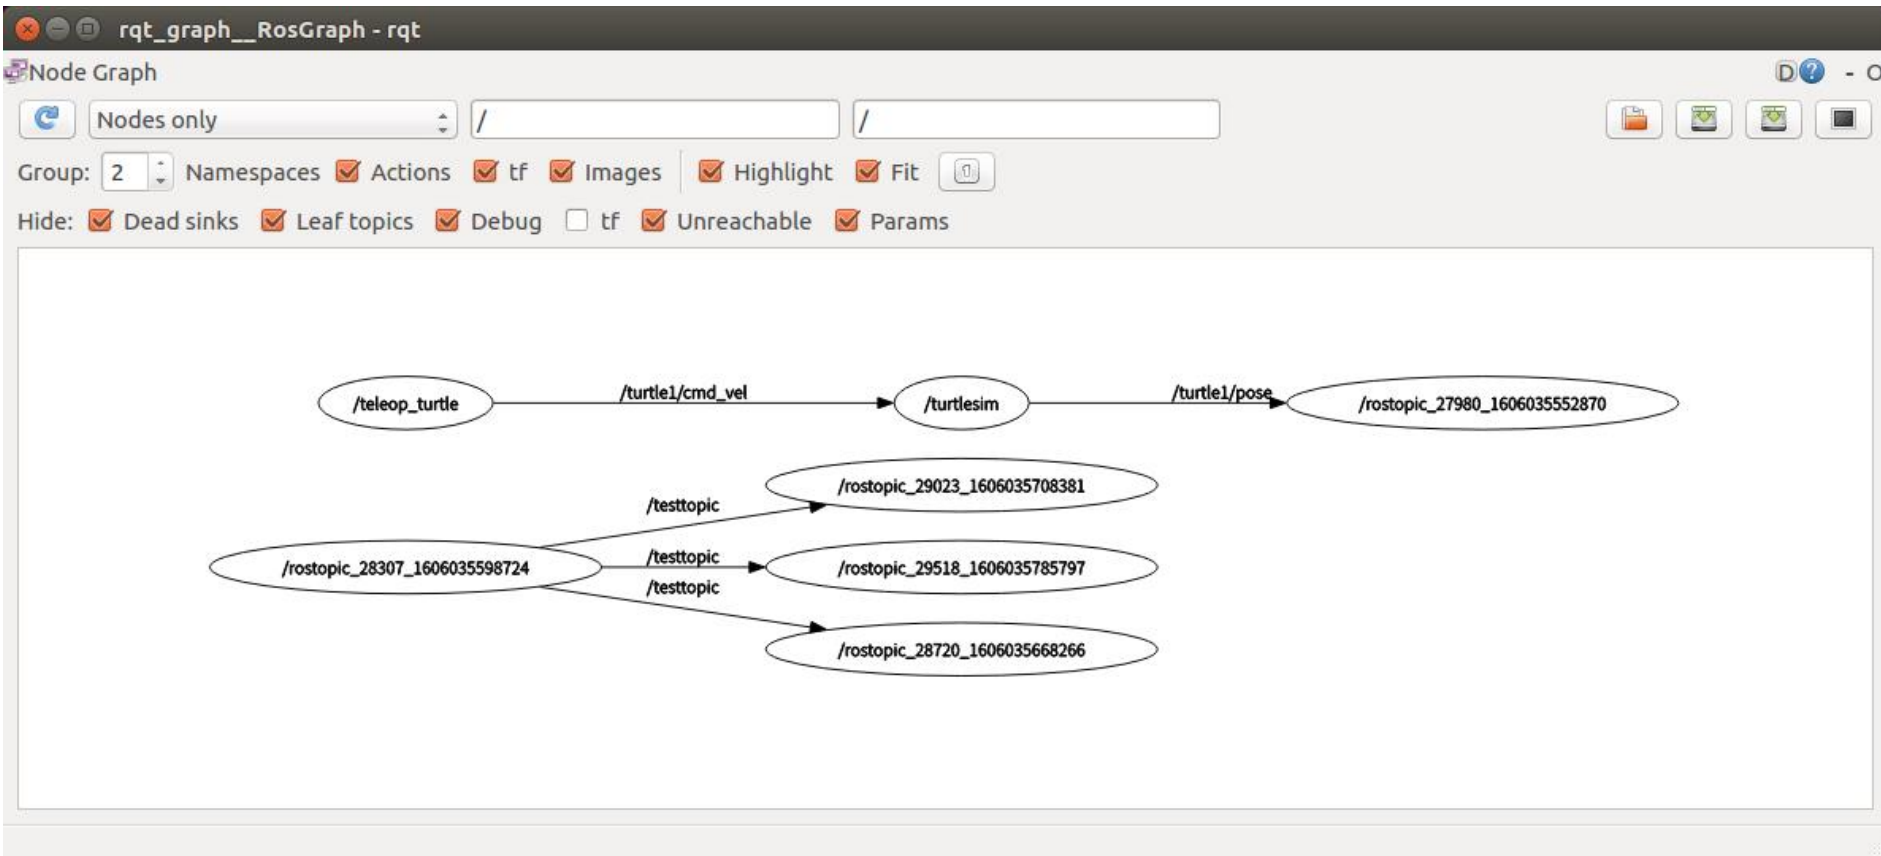 rqt_graph__RosGraph - rqt
Node Graph D ? - O
Nodes only / /
Group: 2 Namespaces Actions tf Images Highlight Fit
Hide: Dead sinks Leaf topics Debug tf Unreachable Params
/teleop_turtle /turtle1/cmd_vel /turtlesim /turtle1/pose /rostopic_27980_1606035552870
/rostopic_29023_1606035708381
/testtopic
/testtopic
/rostopic_28307_1606035598724 /rostopic_29518_1606035785797
/testtopic
/rostopic_28720_1606035668266